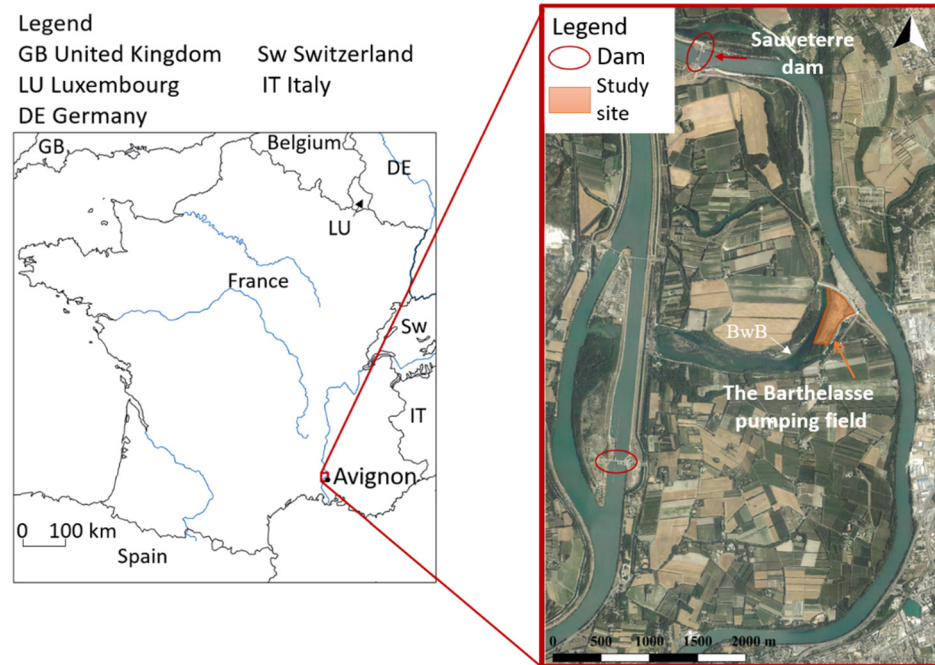 Legend
GB United Kingdom Sw Switzerland
LU Luxembourg IT Italy
DE Germany
GB
Belgium
DE
LU
France
Sw
IT
Avignon
0 100 km
Spain
Legend
Dam
Study
site
Sauveterre
dam
BwB
The Barthelasse
pumping field
0 500 1000 1500 2000 m